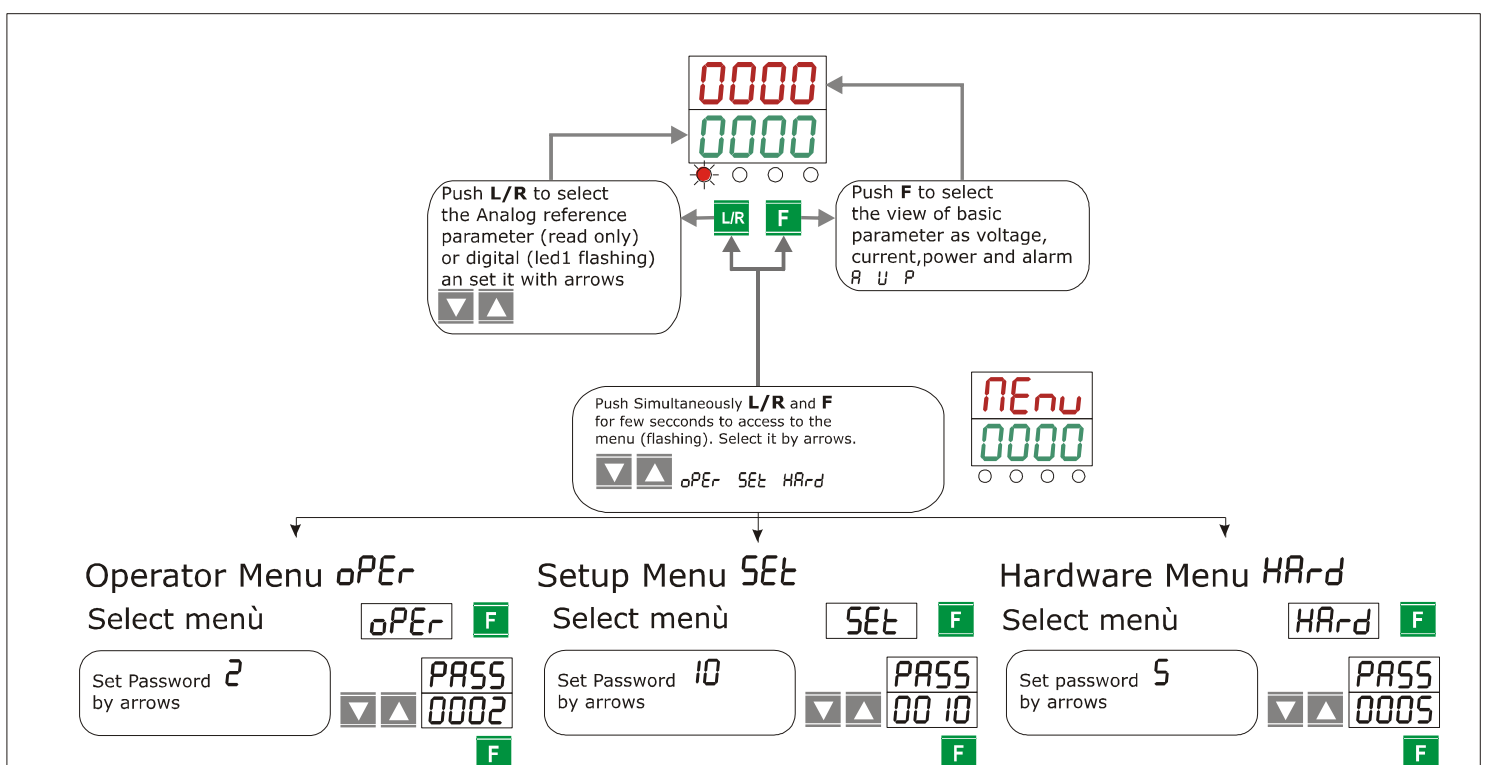 0000
0000
Push L/R to select
the Analog reference
parameter (read only)
or digital (led1 flashing)
an set it with arrows
L/R
F
Push F to select
the view of basic
parameter as voltage,
current,power and alarm
A U P
Push Simultaneously L/R and F
for few secconds to access to the
menu (flashing). Select it by arrows.
oPEr SEt HArd
MEnu
0000
Operator Menu oPEr
Select menù
oPEr
F
Set Password 2
by arrows
PASS
0002
F
Setup Menu SEt
Select menù
SEt
F
Set Password 10
by arrows
PASS
0010
F
Hardware Menu HArd
Select menù
HArd
F
Set password 5
by arrows
PASS
0005
F